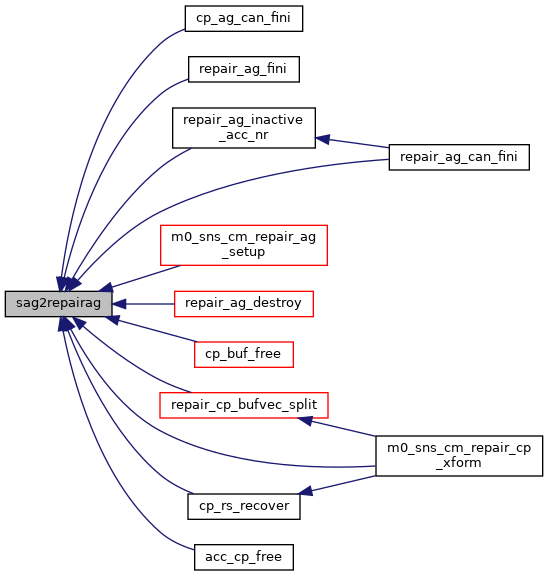 cp_ag_can_fini
repair_ag_fini
repair_ag_inactive
_acc_nr
repair_ag_can_fini
m0_sns_cm_repair_ag
_setup
sag2repairag
repair_ag_destroy
cp_buf_free
repair_cp_bufvec_split
m0_sns_cm_repair_cp
_xform
cp_rs_recover
acc_cp_free